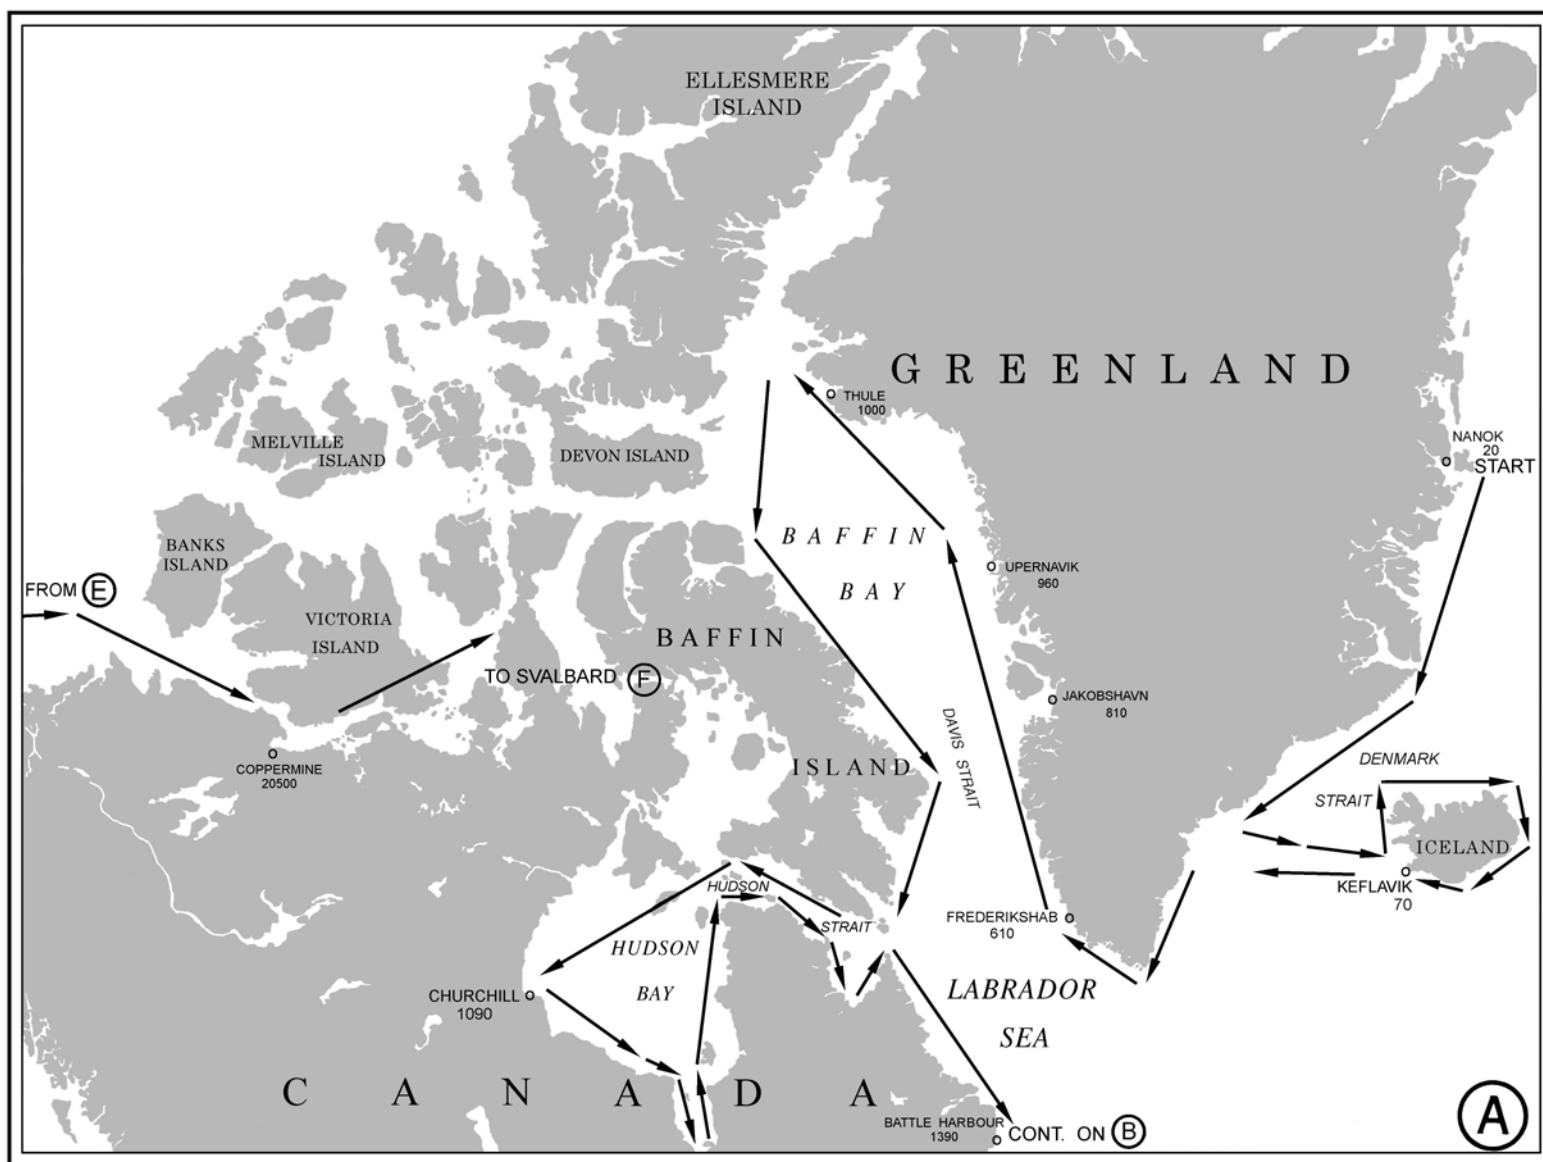 ELLESMERE
ISLAND
GREENLAND
THULE
1000
NANOK
20
START
MELVILLE
ISLAND
DEVON ISLAND
BANKS
ISLAND
BAFFIN
BAY
UPERNAVIK
960
FROM E
VICTORIA
ISLAND
BAFFIN
ISLAND
TO SVALBARD F
JAKOBSHAVN
810
DAVIS STRAIT
COPPERMINE
20500
DENMARK
STRAIT
ICELAND
KEFLAVIK
70
HUDSON
STRAIT
FREDERIKSHAB
610
HUDSON
BAY
LABRADOR
SEA
CHURCHILL
1090
CANADA
BATTLE HARBOUR
1390
CONT. ON B
A